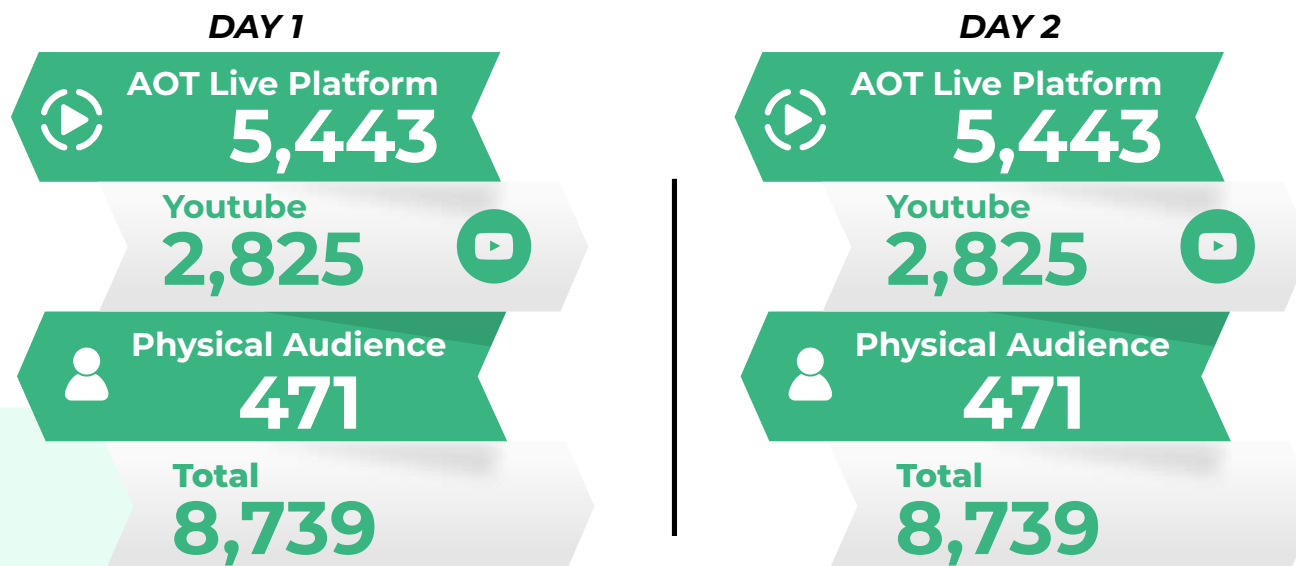 DAY 1
AOT Live Platform
5,443
Youtube
2,825
Physical Audience
471
Total
8,739
DAY 2
AOT Live Platform
5,443
Youtube
2,825
Physical Audience
471
Total
8,739